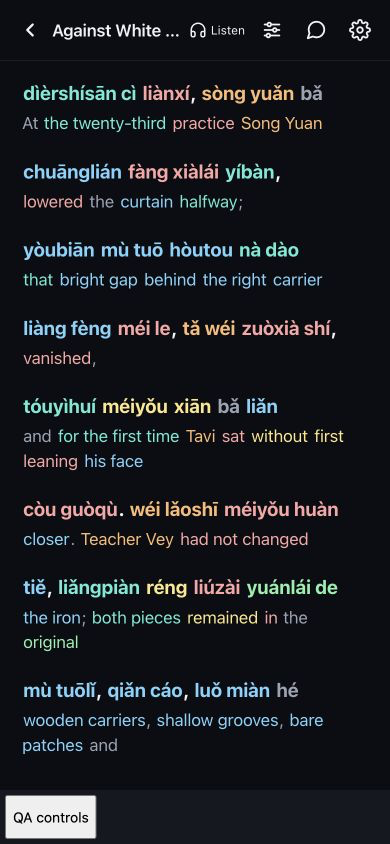 Against White ...
Listen
dìèrshísān cì liànxí, sòng yuǎn bǎ
At the twenty-third practice Song Yuan
chuānglián fàng xiàlái yíbàn,
lowered the curtain halfway;
yòubiān mù tuō hòutou nà dào
that bright gap behind the right carrier
liàng fèng méi le, tǎ wéi zuòxià shí,
vanished,
tóuyìhuí méiyǒu xiān bǎ liǎn
and for the first time Tavi sat without first
leaning his face
còu guòqù. wéi lǎoshī méiyǒu huàn
closer. Teacher Vey had not changed
tiě, liǎngpiàn réng liúzài yuánlái de
the iron; both pieces remained in the
original
mù tuōlǐ, qiǎn cáo, luǒ miàn hé
wooden carriers, shallow grooves, bare
patches and
QA controls